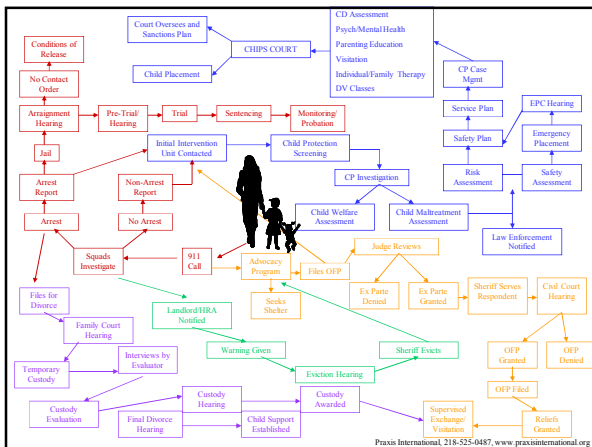 Conditions of
Release
No Contact
Order
Arraignment
Hearing
Pre-Trial/
Hearing
Trial
Sentencing
Monitoring/
Probation
Jail
Arrest
Report
Non-Arrest
Report
Arrest
No Arrest
Squads
Investigate
911
Call
Court Oversees and
Sanctions Plan
CHIPS COURT
Child Placement
CD Assessment
Psych/Mental Health
Parenting Education
Visitation
Individual/Family Therapy
DV Classes
CP Case
Mgmt
Service Plan
Safety Plan
EPC Hearing
Emergency
Placement
Risk
Assessment
Safety
Assessment
Initial Intervention
Unit Contacted
Child Protection
Screening
CP Investigation
Child Welfare
Assessment
Child Maltreatment
Assessment
Law Enforcement
Notified
Advocacy
Program
Files OFP
Seeks
Shelter
Judge Reviews
Ex Parte
Denied
Ex Parte
Granted
Sheriff Serves
Respondent
Civil Court
Hearing
OFP
Granted
OFP
Denied
OFP Filed
Reliefs
Granted
Supervised
Exchange/
Visitation
Landlord/HRA
Notified
Warning Given
Eviction Hearing
Sheriff Evicts
Files for
Divorce
Family Court
Hearing
Temporary
Custody
Interviews by
Evaluator
Custody
Evaluation
Custody
Hearing
Custody
Awarded
Final Divorce
Hearing
Child Support
Established
Praxis International, 218-525-0487, www.praxisinternational.org